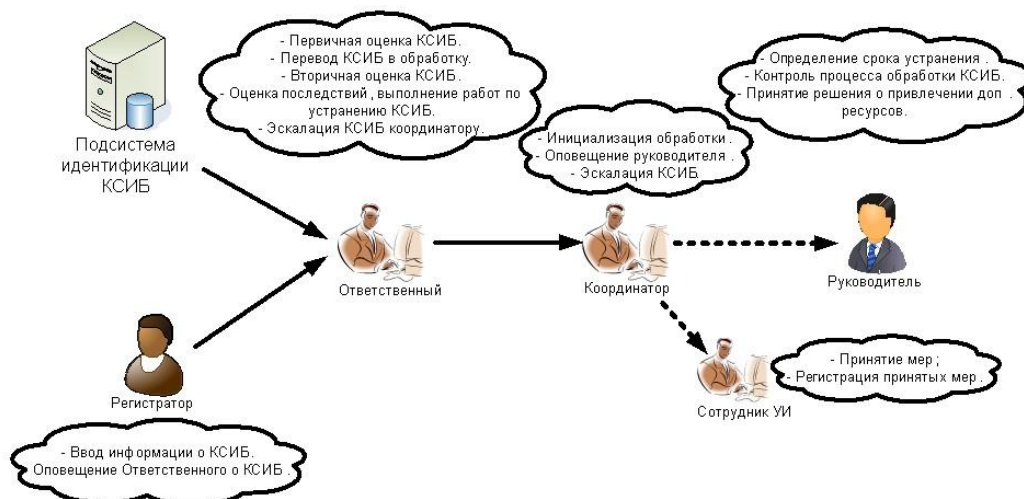 - Первичная оценка КСИБ.
- Перевод КСИБ в обработку.
- Вторичная оценка КСИБ.
- Оценка последствий , выполнение работ по
устранению КСИБ.
- Эскалация КСИБ координатору.
- Определение срока устранения .
- Контроль процесса обработки КСИБ.
- Принятие решения о привлечении доп .
ресурсов.
- Инициализация обработки .
- Оповещение руководителя .
- Эскалация КСИБ
Подсистема
идентификации
КСИБ
Ответственный
Координатор
Руководитель
Регистратор
- Ввод информации о КСИБ.
Оповещение Ответственного о КСИБ .
Сотрудник УИ
- Принятие мер ;
- Регистрация принятых мер .